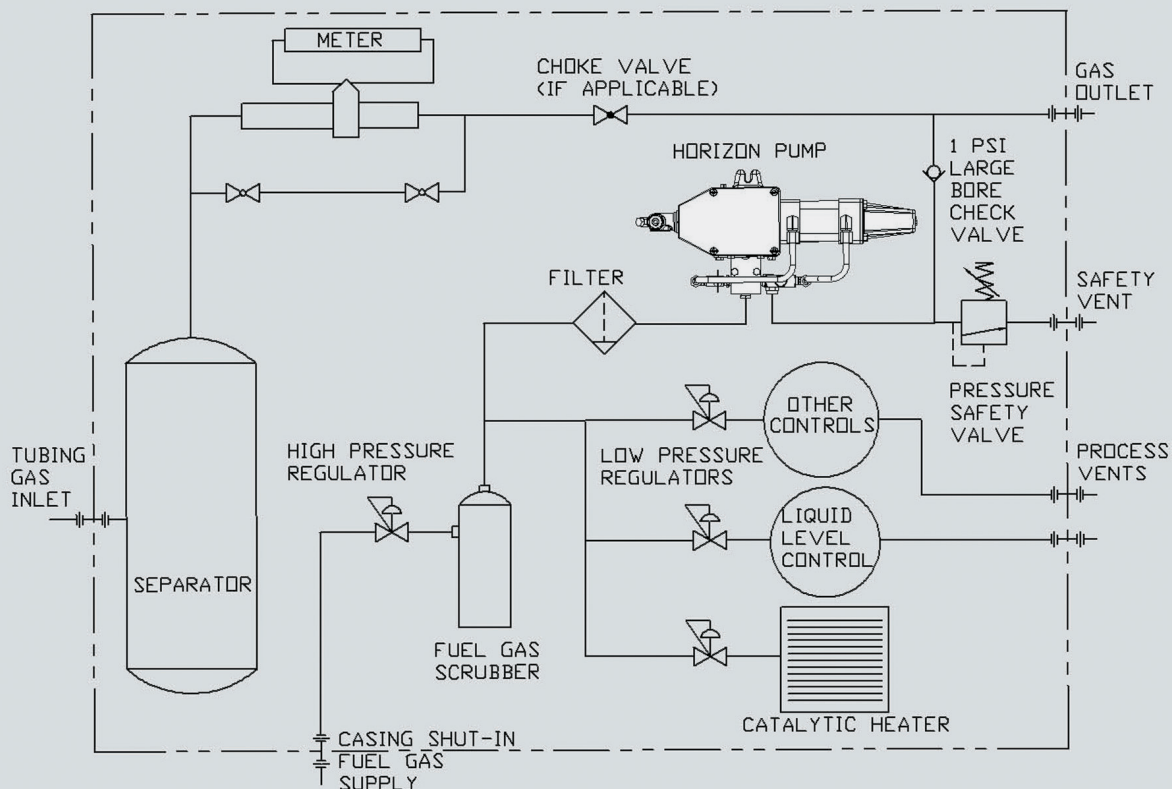 METER
CHOKE VALVE
(IF APPLICABLE)
GAS
OUTLET
HORIZON PUMP
1 PSI
LARGE
BORE
CHECK
VALVE
FILTER
SAFETY
VENT
PRESSURE
SAFETY
VALVE
OTHER
CONTROLS
HIGH PRESSURE
REGULATOR
LOW PRESSURE
REGULATORS
TUBING
GAS
INLET
PROCESS
VENTS
LIQUID
LEVEL
CONTROL
SEPARATOR
FUEL GAS
SCRUBBER
CATALYTIC HEATER
CASING SHUT-IN
FUEL GAS
SUPPLY